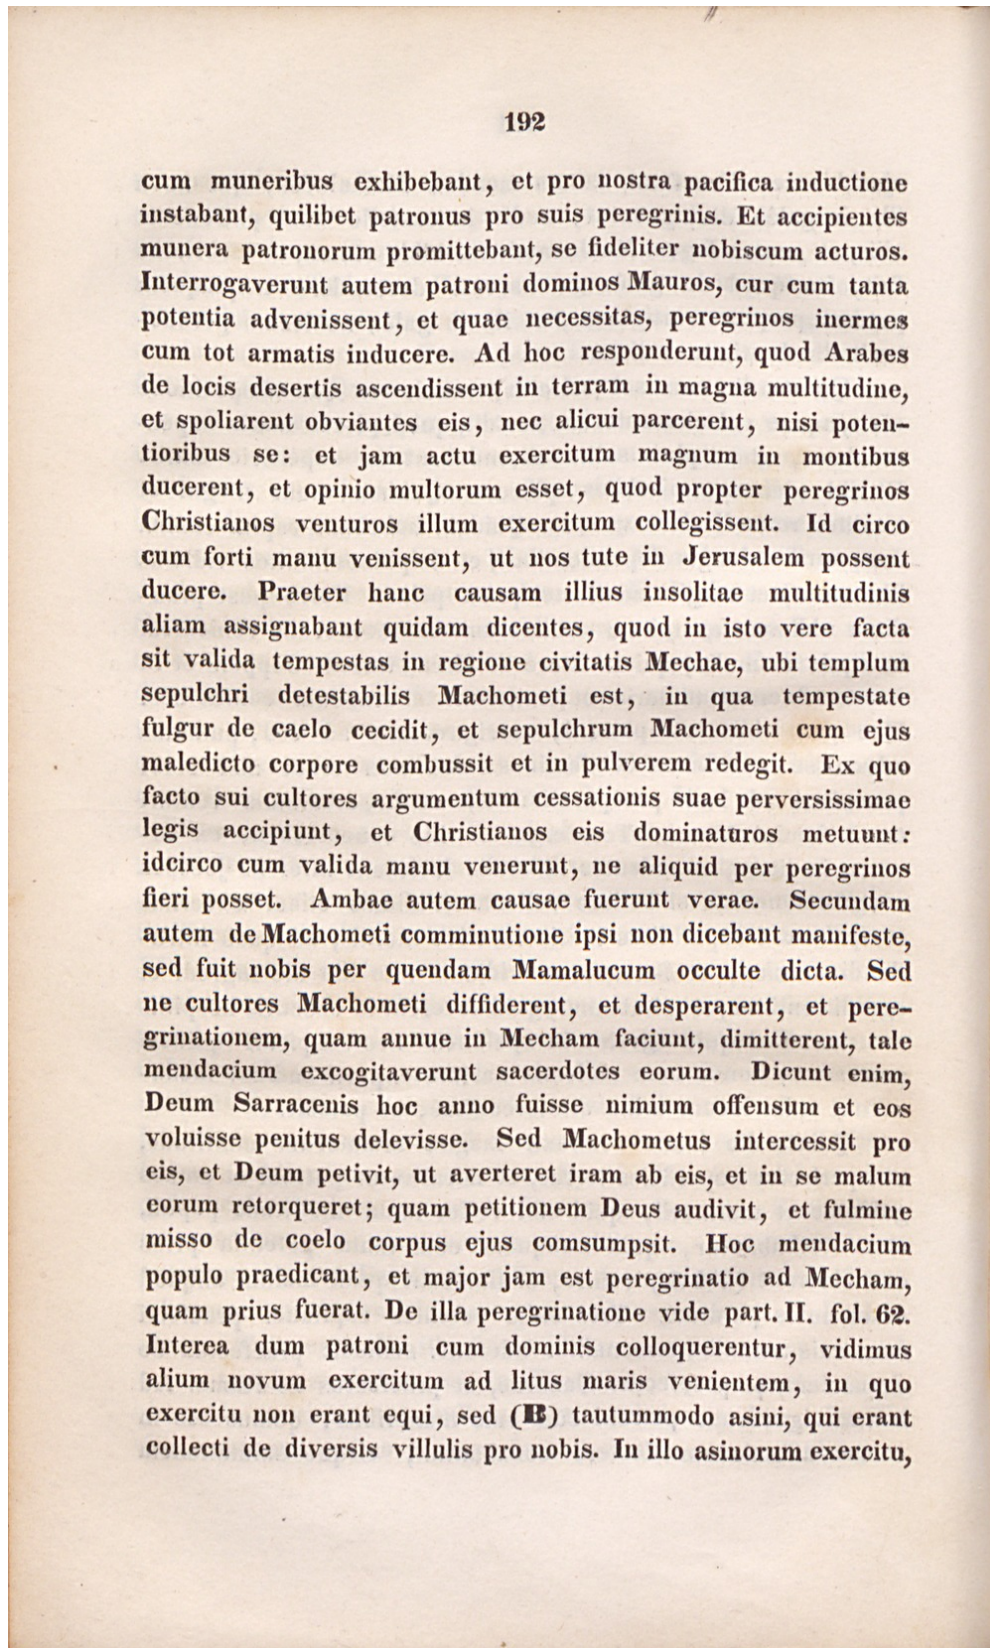 192
cum muneribus exhibebant, et pro nostra pacifica inductione
instabant, quilibet patronus pro suis peregrinis. Et accipientes
munera patronorum promittebant, se fideliter nobiscum acturos.
Interrogaverunt autem patroni dominos Mauros, cur cum tanta
potentia advenissent, et quae necessitas, peregrinos inermes
cum tot armatis inducere. Ad hoc responderunt, quod Arabes
de locis desertis ascendissent in terram in magna multitudine,
et spoliarent obviantes eis, nec alicui parcerent, nisi poten-
tioribus se: et jam actu exercitum magnum in montibus
ducerent, et opinio multorum esset, quod propter peregrinos
Christianos venturos illum exercitum collegissent. Id circo
cum forti manu venissent, ut nos tute in Jerusalem possent
ducere. Praeter hanc causam illius insolitae multitudinis
aliam assignabant quidam dicentes, quod in isto vere facta
sit valida tempestas in regione civitatis Mechae, ubi templum
sepulchri detestabilis Machometi est, in qua tempestate
fulgur de caelo cecidit, et sepulchrum Machometi cum ejus
maledicto corpore combussit et in pulverem redegit. Ex quo
facto sui cultores argumentum cessationis suae perversissimae
legis accipiunt, et Christianos eis dominaturos metuunt:
idcirco cum valida manu venerunt, ne aliquid per peregrinos
fieri posset. Ambae autem causae fuerunt verae. Secundam
autem de Machometi comminutione ipsi non dicebant manifeste,
sed fuit nobis per quendam Mamalucum occulte dicta. Sed
ne cultores Machometi diffiderent, et desperarent, et pere-
grinationem, quam annue in Mecham faciunt, dimitterent, tale
mendacium excogitaverunt sacerdotes eorum. Dicunt enim,
Deum Sarracenis hoc anno fuisse nimium offensum et eos
voluisse penitus delevisse. Sed Machometus intercessit pro
eis, et Deum petivit, ut averteret iram ab eis, et in se malum
eorum retorqueret; quam petitionem Deus audivit, et fulmine
misso de coelo corpus ejus comsumpsit. Hoc mendacium
populo praedicant, et major jam est peregrinatio ad Mecham,
quam prius fuerat. De illa peregrinatione vide part. II. fol. 62.
Interea dum patroni cum dominis colloquerentur, vidimus
alium novum exercitum ad litus maris venientem, in quo
exercitu non erant equi, sed (B) tautummodo asini, qui erant
collecti de diversis villulis pro nobis. In illo asinorum exercitu,